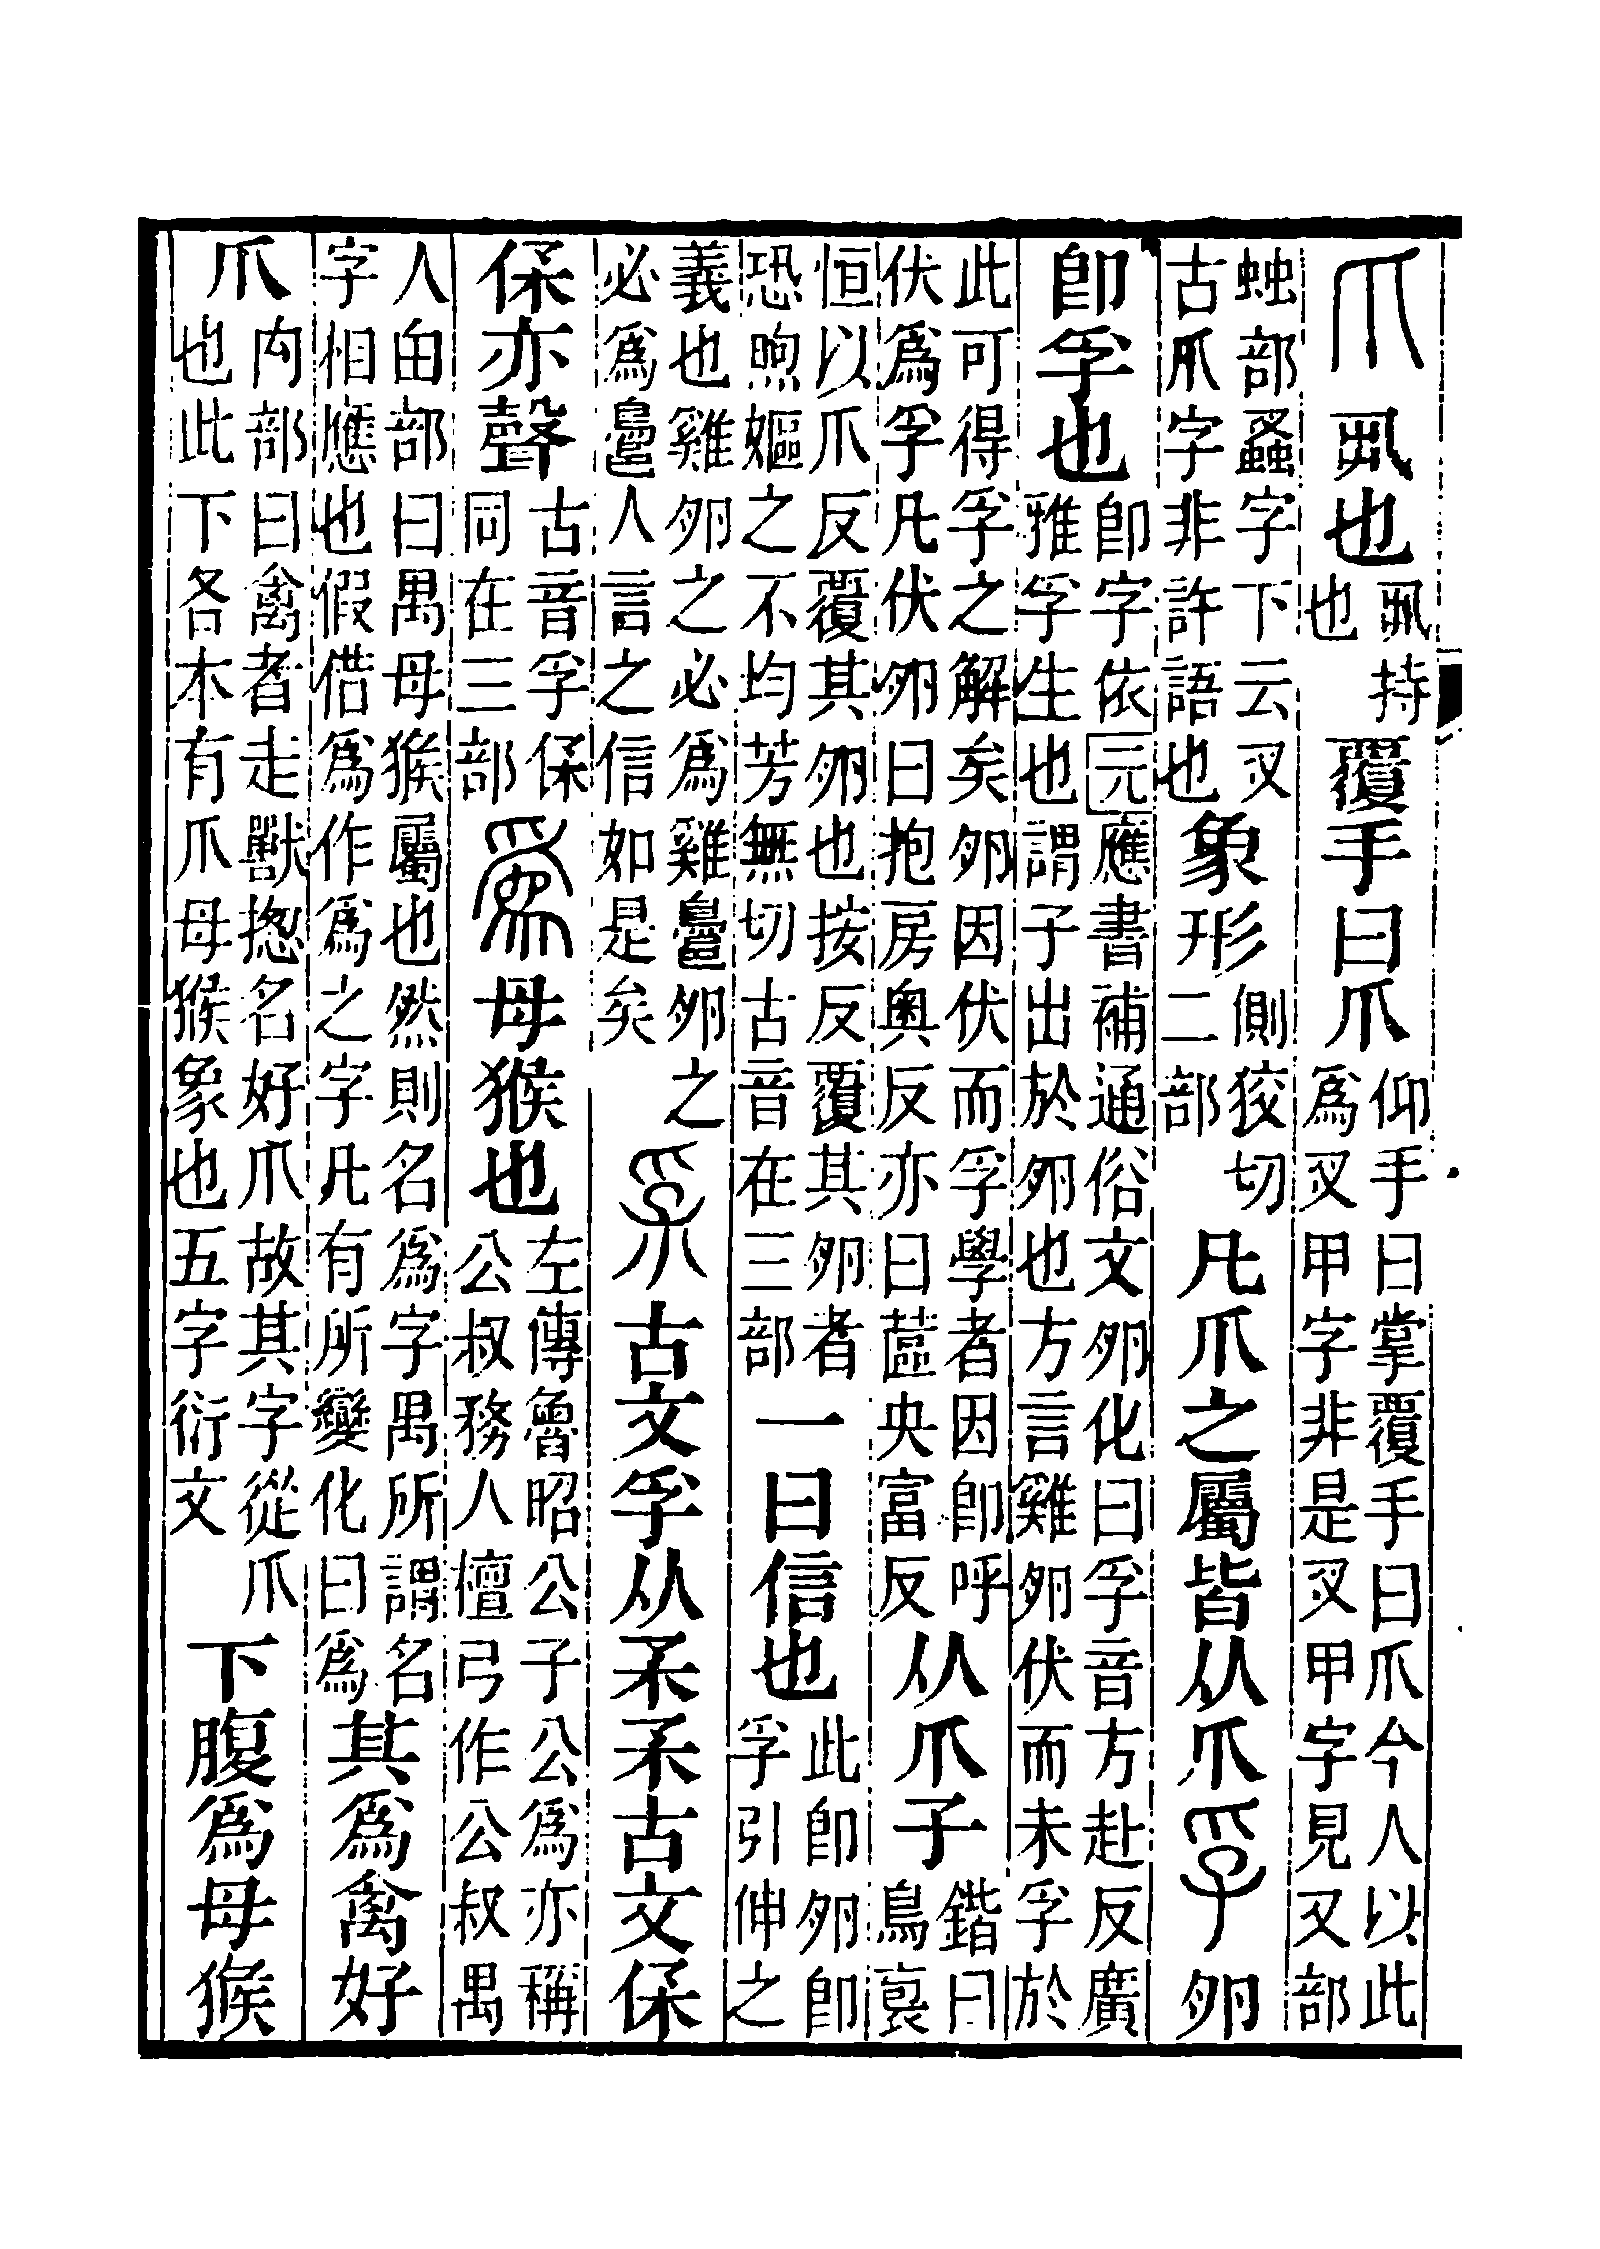 爪丮也丮持也覆手曰爪仰手曰掌覆手曰爪今人以此爲叉甲字非是叉甲字見又部
䖵部蝨字下云叉古爪字非許語也象形側狡切二部凡爪之屬皆从爪孚卵
卽孚也卽字依元應書補通俗文卵化曰孚音方赴反廣雅孚生也謂子出於卵也方言雞卵伏而未孚於
此可得孚之解矣卵因伏而孚學者因卽呼伏爲孚凡伏卵曰抱房奧反亦曰蓲央富反从爪子鍇曰鳥裒
恒以爪反覆其卵也按反覆其卵者恐煦嫗之不均芳無切古音在三部一曰信也此卽卵卽孚引伸之
義也雞卵之必爲雞卵之必爲人言之信如是矣𤔍古文孚从𣎼𣎼古文保
保亦聲古音孚保同在三部爲母猴也左傳魯昭公子公爲亦稱公叔務人檀弓作公叔禺
人由部曰禺母猴屬也然則名爲字禺所謂名字相應也假借爲作爲之字凡有所變化曰爲其爲禽好
爪内部曰禽者走獸揔名好爪故其字從爪也此下各本有爪母猴象也五字衍文下腹爲母猴